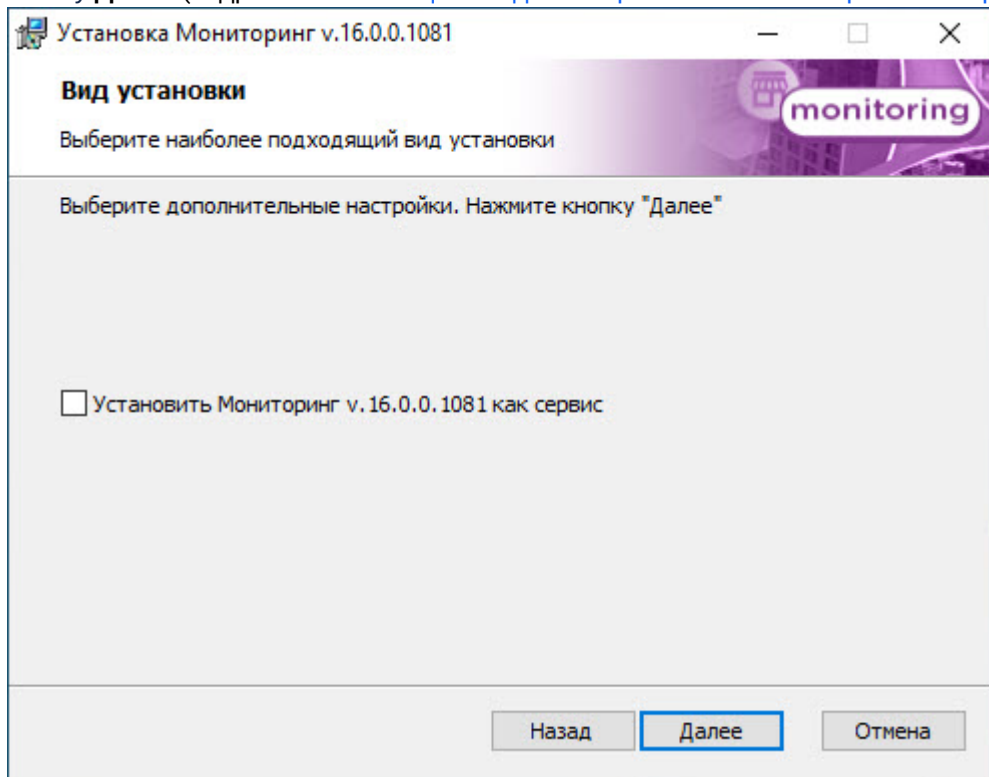 Установка Мониторинг v.16.0.0.1081
Вид установки
monitoring
Выберите наиболее подходящий вид установки
Выберите дополнительные настройки. Нажмите кнопку "Далее"
Установить Мониторинг v.16.0.0.1081 как сервис
Назад Далее Отмена